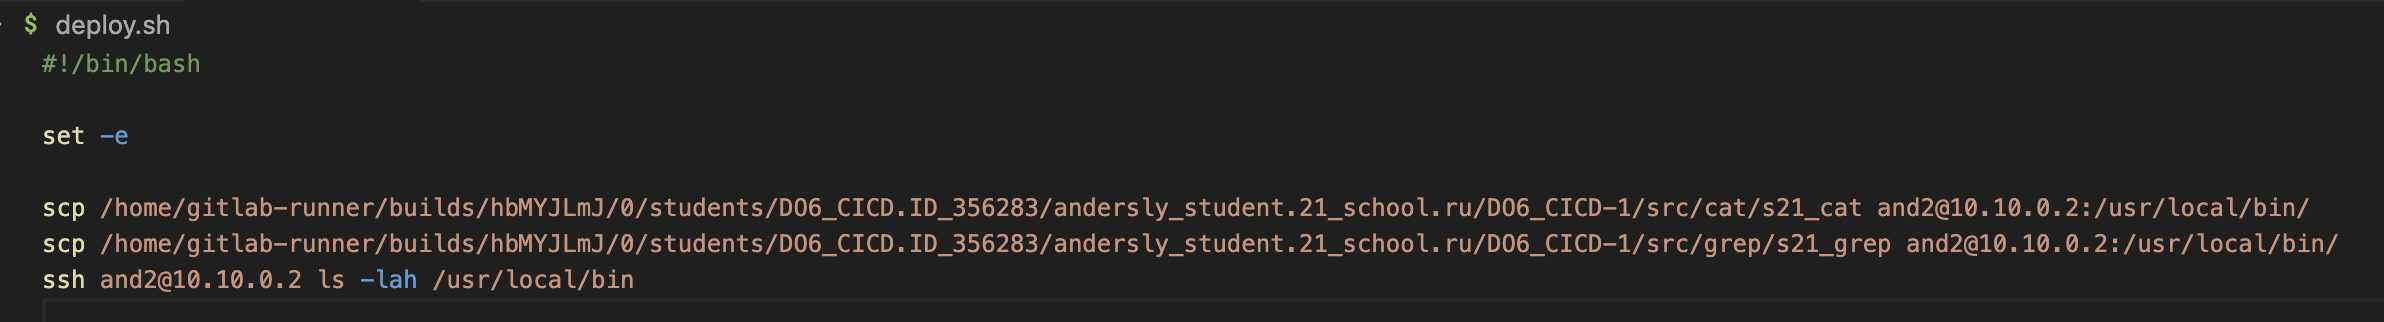 $ deploy.sh
#!/bin/bash
set -e
scp /home/gitlab-runner/builds/hbMYJLmJ/0/students/DO6_CICD.ID_356283/andersly_student.21_school.ru/DO6_CICD-1/src/cat/s21_cat and2@10.10.0.2:/usr/local/bin/
scp /home/gitlab-runner/builds/hbMYJLmJ/0/students/DO6_CICD.ID_356283/andersly_student.21_school.ru/DO6_CICD-1/src/grep/s21_grep and2@10.10.0.2:/usr/local/bin/
ssh and2@10.10.0.2 ls -lah /usr/local/bin